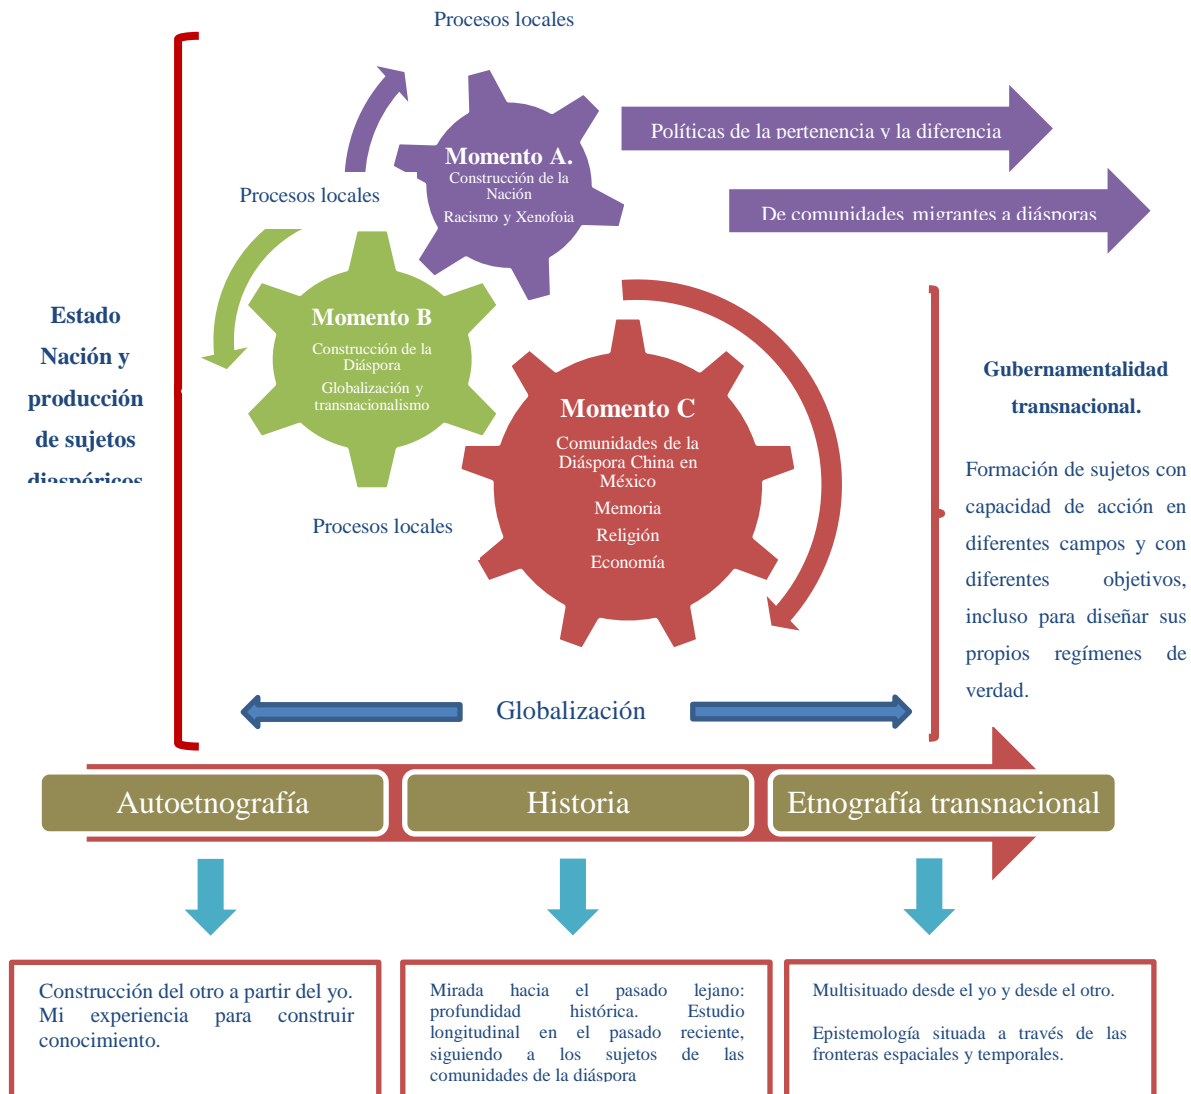 Procesos locales
Políticas de la pertenencia y la diferencia
Momento A.
Construcción de la
Nación
Racismo y Xenofoia
Procesos locales
De comunidades migrantes a diásporas
Estado
Nación y
producción
de sujetos
diaspóricos
Momento B
Construcción de la
Diáspora
Globalización y
transnacionalismo
Momento C
Comunidades de la
Diáspora China en
México
Memoria
Religión
Economía
Procesos locales
Gubernamentalidad
transnacional.
Formación de sujetos con
capacidad de acción en
diferentes campos y con
diferentes objetivos,
incluso para diseñar sus
propios regímenes de
verdad.
Globalización
Autoetnografía
Historia
Etnografía transnacional
Construcción del otro a partir del yo.
Mi experiencia para construir
conocimiento.
Mirada hacia el pasado lejano:
profundidad histórica. Estudio
longitudinal en el pasado reciente,
siguiendo a los sujetos de las
comunidades de la diáspora
Multisituado desde el yo y desde el otro.
Epistemología situada a través de las
fronteras espaciales y temporales.